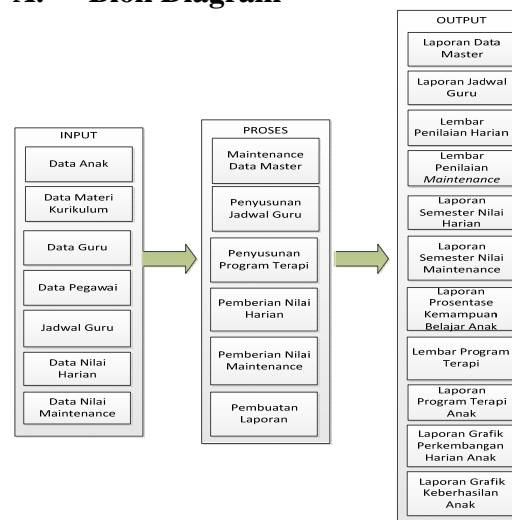 A. Blok Diagram
INPUT
Data Anak
Data Materi
Kurikulum
Data Guru
Data Pegawai
Jadwal Guru
Data Nilai
Harian
Data Nilai
Maintenance
PROSES
Maintenance
Data Master
Penyusunan
Jadwal Guru
Penyusunan
Program Terapi
Pemberian Nilai
Harian
Pemberian Nilai
Maintenance
Pembuatan
Laporan
OUTPUT
Laporan Data
Master
Laporan Jadwal
Guru
Lembar
Penilaian Harian
Lembar
Penilaian
Maintenance
Laporan
Semester Nilai
Harian
Laporan
Semester Nilai
Maintenance
Laporan
Prosentase
Kemampuan
Belajar Anak
Lembar Program
Terapi
Laporan
Program Terapi
Anak
Laporan Grafik
Perkembangan
Harian Anak
Laporan Grafik
Keberhasilan
Anak